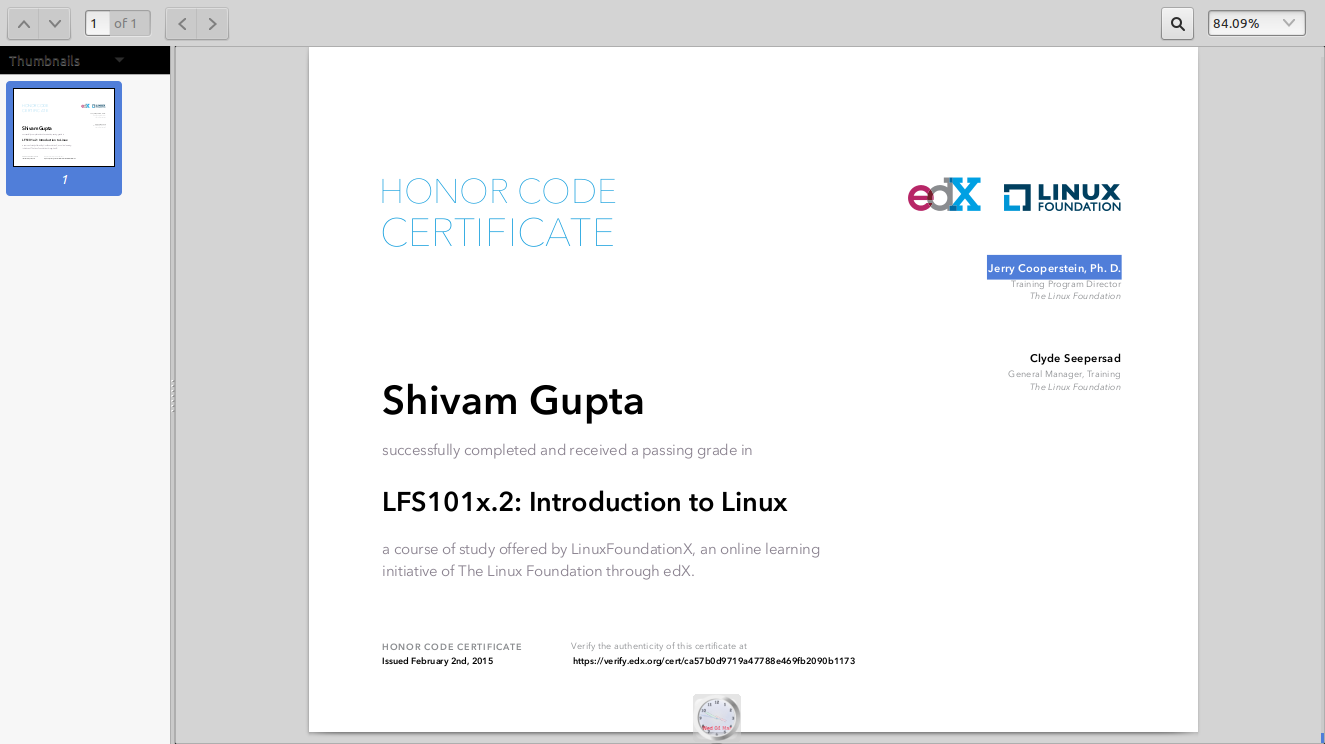 1 of 1
84.09%
Thumbnails
1
HONOR CODE
CERTIFICATE
edX
LINUX
FOUNDATION
Jerry Cooperstein, Ph. D.
Training Program Director
The Linux Foundation
Clyde Seepersad
General Manager, Training
The Linux Foundation
Shivam Gupta
successfully completed and received a passing grade in
LFS101x.2: Introduction to Linux
a course of study offered by LinuxFoundationX, an online learning
initiative of The Linux Foundation through edX.
HONOR CODE CERTIFICATE
Issued February 2nd, 2015
Verify the authenticity of this certificate at
https://verify.edx.org/cert/ca57b0d9719a47788e469fb2090b1173